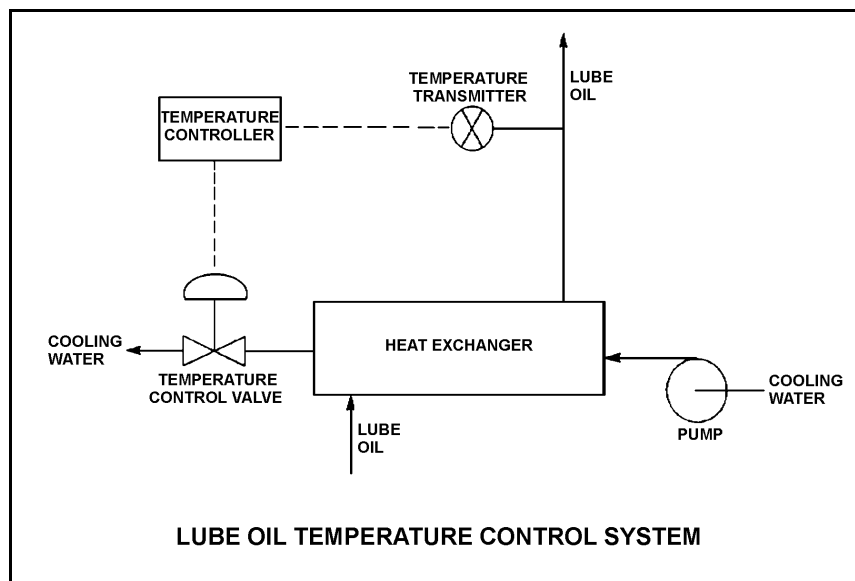 TEMPERATURE
TRANSMITTER
LUBE
OIL
TEMPERATURE
CONTROLLER
COOLING
WATER
TEMPERATURE
CONTROL VALVE
HEAT EXCHANGER
COOLING
WATER
PUMP
LUBE
OIL
LUBE OIL TEMPERATURE CONTROL SYSTEM